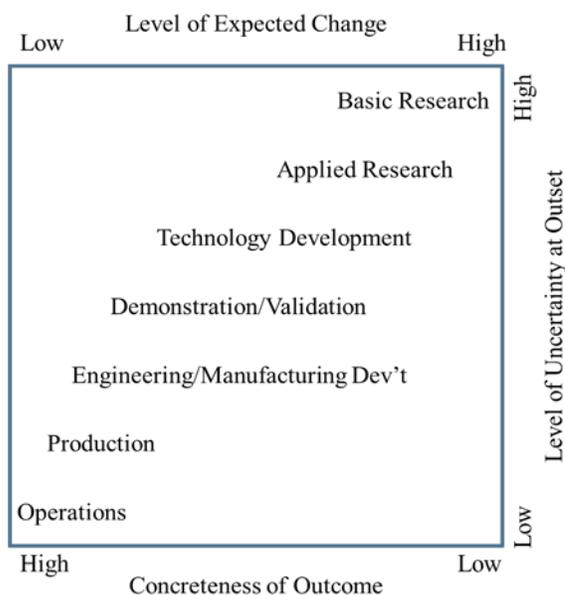 Level of Expected Change
Low
High
Basic Research
High
Applied Research
Technology Development
Level of Uncertainty at Outset
Demonstration/Validation
Engineering/Manufacturing Dev’t
Production
Operations
Low
High
Low
Concreteness of Outcome